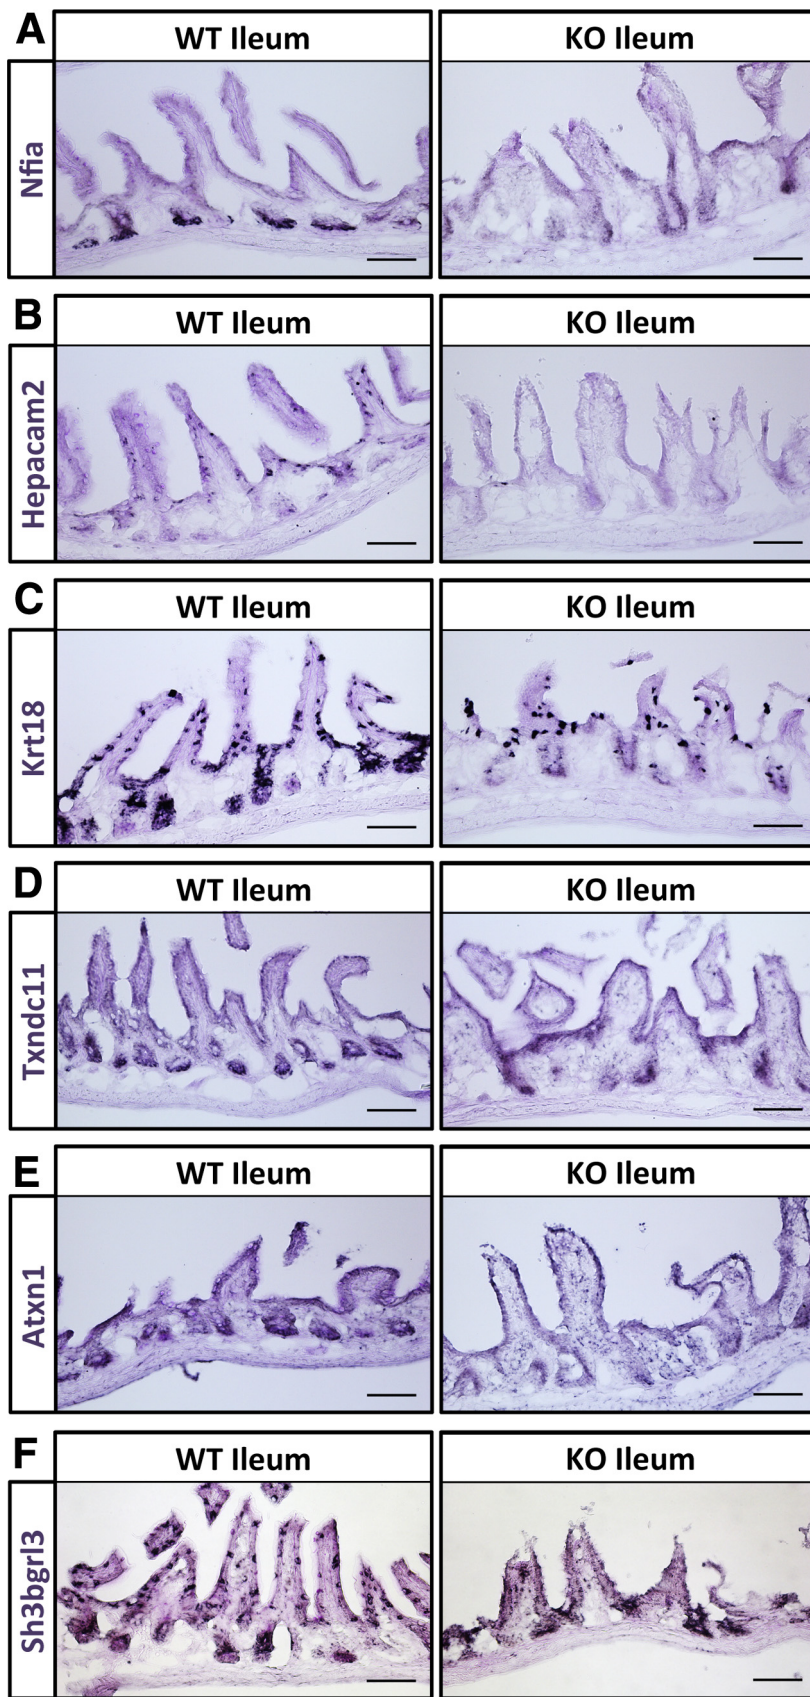 A
WT Ileum
KO Ileum
Nfia
B
WT Ileum
KO Ileum
Hepacam2
C
WT Ileum
KO Ileum
Krt18
D
WT Ileum
KO Ileum
Txndc11
E
WT Ileum
KO Ileum
Atxn1
F
WT Ileum
KO Ileum
Sh3bgrl3